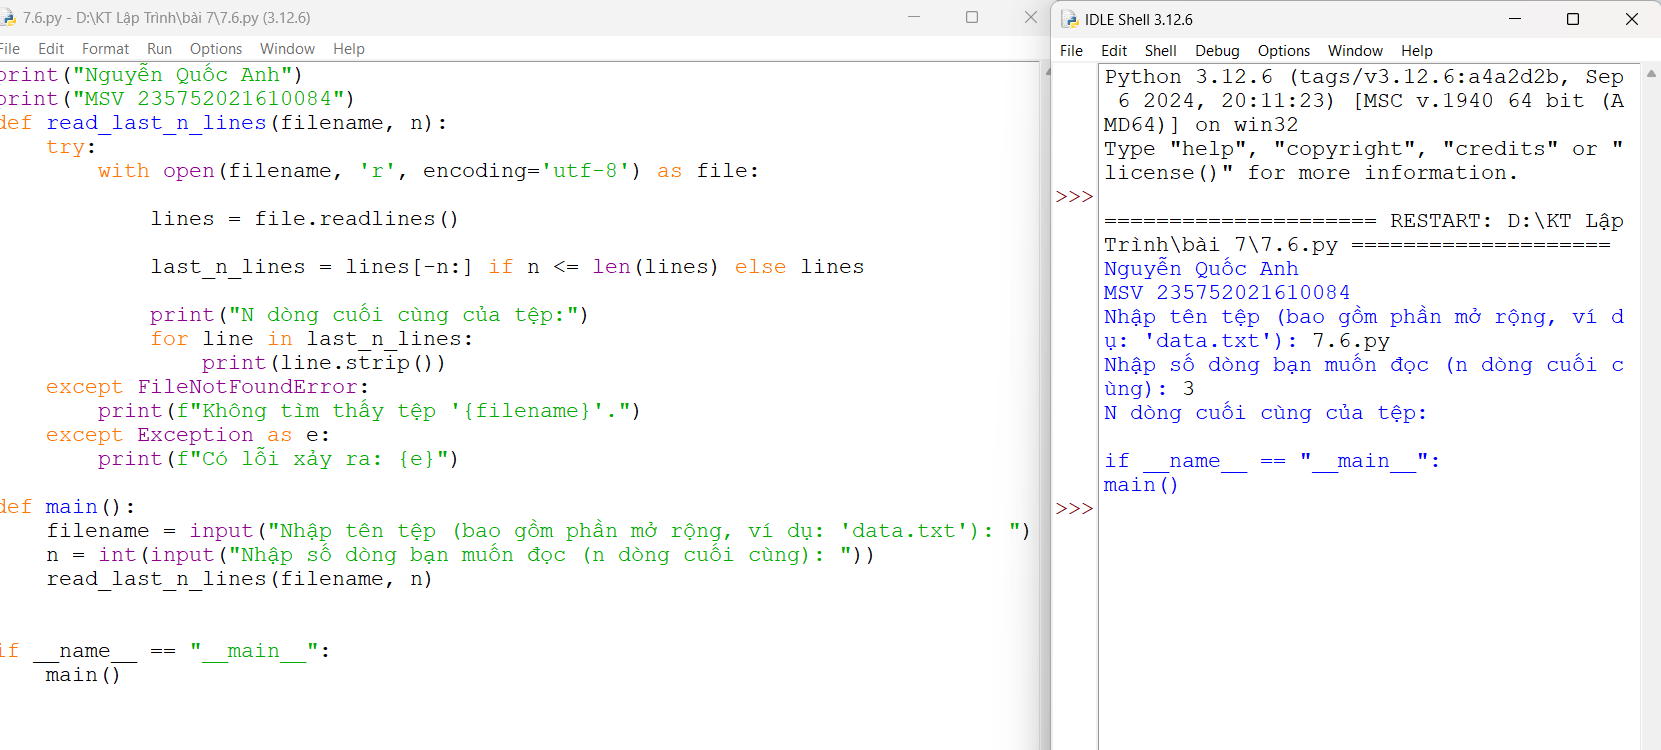 7.6.py - D:\KT Lập Trình\bài 7\7.6.py (3.12.6)
File Edit Format Run Options Window Help
print("Nguyễn Quốc Anh")
print("MSV 235752021610084")
def read_last_n_lines(filename, n):
    try:
        with open(filename, 'r', encoding='utf-8') as file:
            lines = file.readlines()
            last_n_lines = lines[-n:] if n <= len(lines) else lines
            print("N dòng cuối cùng của tệp:")
            for line in last_n_lines:
                print(line.strip())
    except FileNotFoundError:
        print(f"Không tìm thấy tệp '{filename}'.")
    except Exception as e:
        print(f"Có lỗi xảy ra: {e}")
def main():
    filename = input("Nhập tên tệp (bao gồm phần mở rộng, ví dụ: 'data.txt'): ")
    n = int(input("Nhập số dòng bạn muốn đọc (n dòng cuối cùng): "))
    read_last_n_lines(filename, n)
if __name__ == "__main__":
    main()
IDLE Shell 3.12.6
File Edit Shell Debug Options Window Help
Python 3.12.6 (tags/v3.12.6:a4a2d2b, Sep
 6 2024, 20:11:23) [MSC v.1940 64 bit (A
MD64)] on win32
Type "help", "copyright", "credits" or "
license()" for more information.
>>>
===================== RESTART: D:\KT Lập
Trình\bài 7\7.6.py ====================
Nguyễn Quốc Anh
MSV 235752021610084
Nhập tên tệp (bao gồm phần mở rộng, ví d
ụ: 'data.txt'): 7.6.py
Nhập số dòng bạn muốn đọc (n dòng cuối c
ùng): 3
N dòng cuối cùng của tệp:
if __name__ == "__main__":
main()
>>>